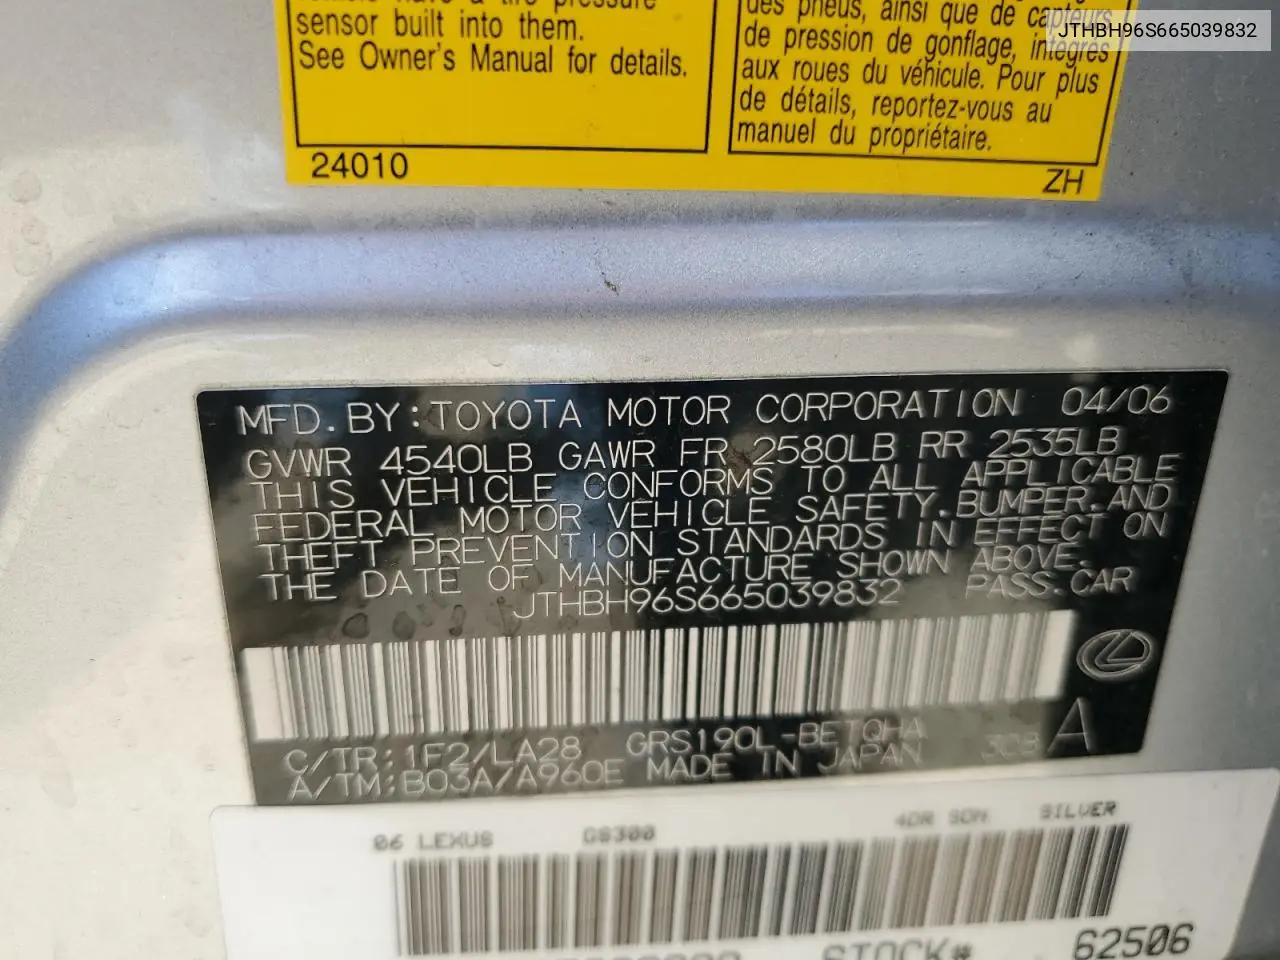 sensor built into them.
See Owner's Manual for details.
24010
des pneus, ainsi que de capteurs
de pression de gonflage, intégrés
aux roues du véhicule. Pour plus
de détails, reportez-vous au
manuel du propriétaire.
ZH
JTHBH96S665039832
MFD. BY: TOYOTA MOTOR CORPORATION 04/06
GVWR 4540LB GAWR FR 2580LB RR 2535LB
THIS VEHICLE CONFORMS TO ALL APPLICABLE
FEDERAL MOTOR VEHICLE SAFETY, BUMPER, AND
THEFT PREVENTION STANDARDS IN EFFECT ON
THE DATE OF MANUFACTURE SHOWN ABOVE.
JTHBH96S665039832 PASS. CAR
C/TR: 1F2/LA28 GRS190L-BETQHA
A/TM: B03A/A960E MADE IN JAPAN 308 A
06 LEXUS GS300 4DR SDN SILVER
STOCK# 62506